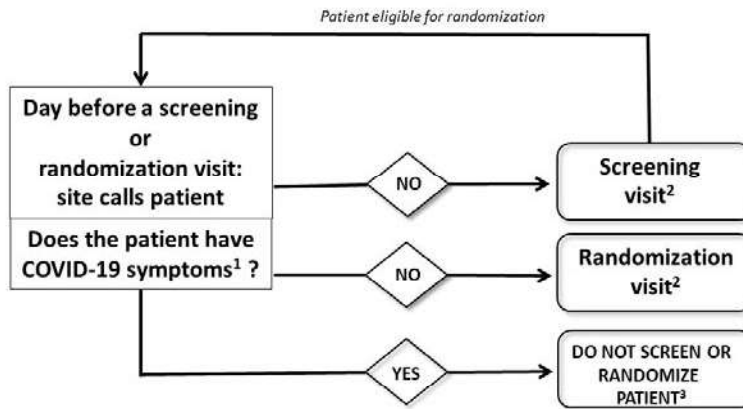 Patient eligible for randomization
Day before a screening
or
randomization visit:
site calls patient
Does the patient have
COVID-19 symptoms¹ ?
NO
Screening
visit²
NO
Randomization
visit²
YES
DO NOT SCREEN OR
RANDOMIZE
PATIENT³